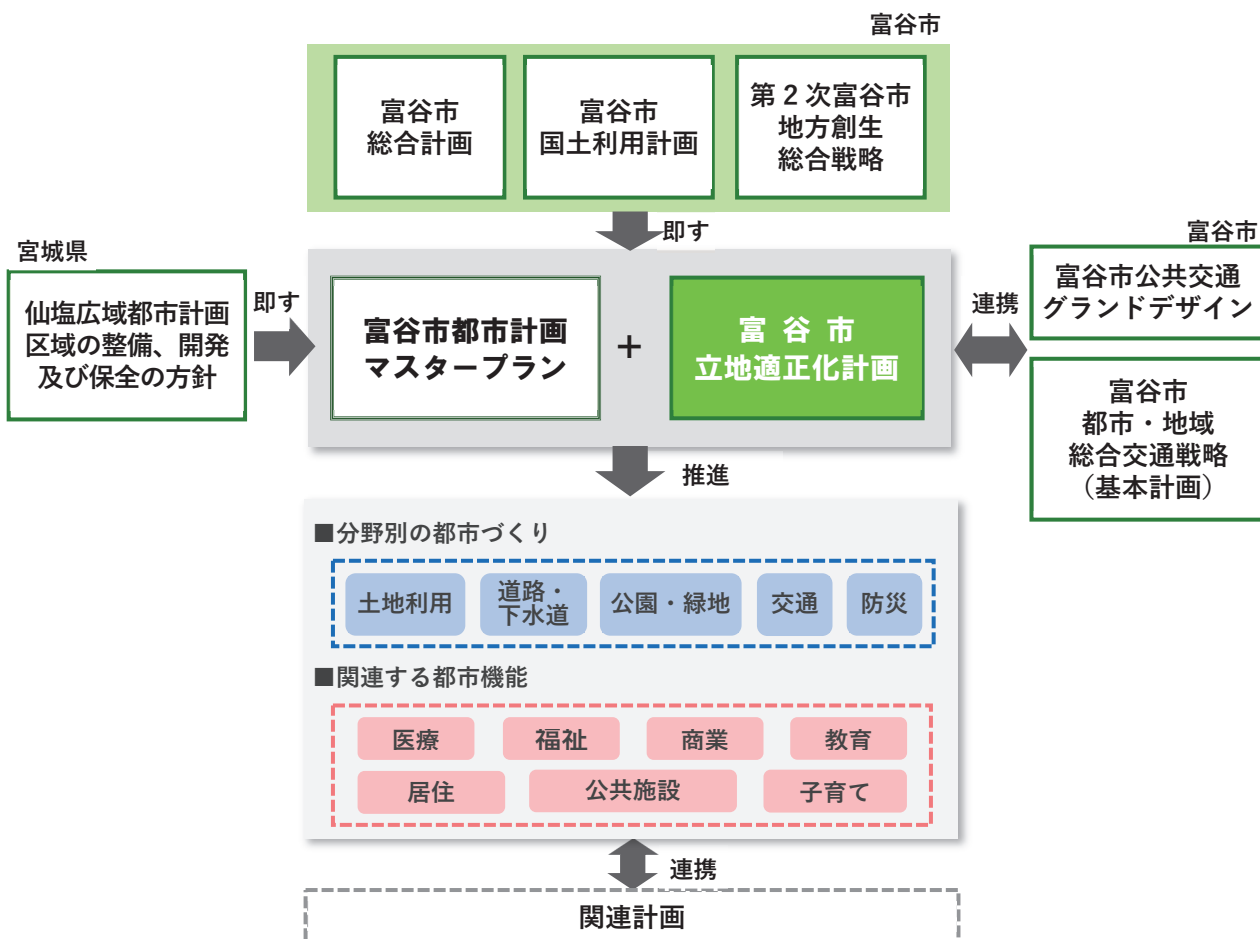 富谷市
富谷市
総合計画
富谷市
国土利用計画
第2次富谷市
地方創生
総合戦略
即す
宮城県
仙塩広域都市計画
区域の整備、開発
及び保全の方針
即す
富谷市都市計画
マスタープラン
+
富谷市
立地適正化計画
連携
富谷市
富谷市公共交通
グランドデザイン
富谷市
都市・地域
総合交通戦略
（基本計画）
推進
■分野別の都市づくり
土地利用
道路・
下水道
公園・緑地
交通
防災
■関連する都市機能
医療
福祉
商業
教育
居住
公共施設
子育て
連携
関連計画